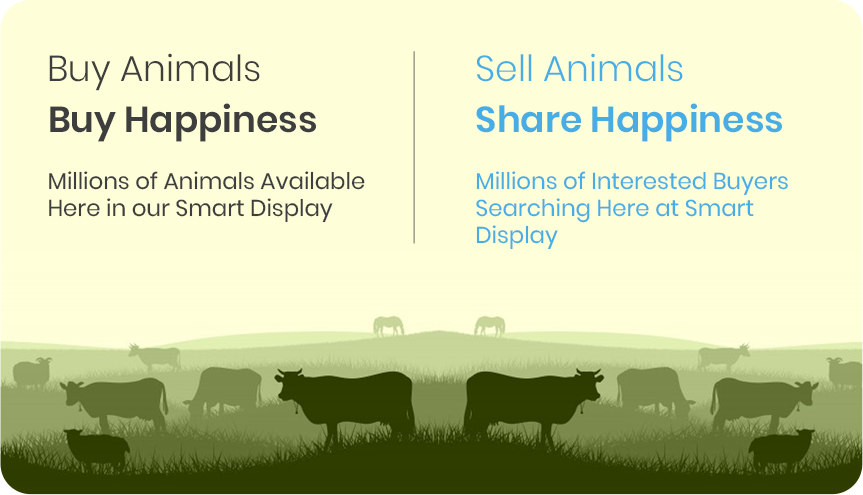 Buy Animals
Buy Happiness
Millions of Animals Available
Here in our Smart Display
Sell Animals
Share Happiness
Millions of Interested Buyers
Searching Here at Smart
Display